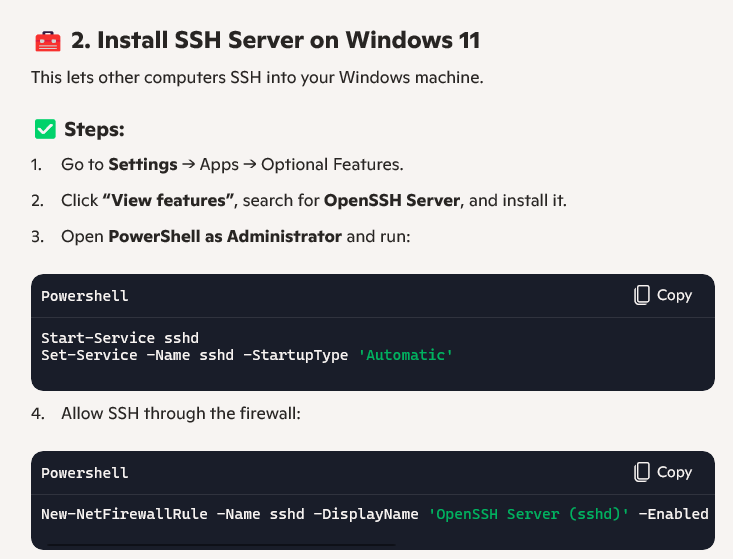 🧰 2. Install SSH Server on Windows 11
This lets other computers SSH into your Windows machine.
✅ Steps:
1. Go to Settings → Apps → Optional Features.
2. Click “View features”, search for OpenSSH Server, and install it.
3. Open PowerShell as Administrator and run:
Powershell Copy
Start-Service sshd
Set-Service -Name sshd -StartupType 'Automatic'
4. Allow SSH through the firewall:
Powershell Copy
New-NetFirewallRule -Name sshd -DisplayName 'OpenSSH Server (sshd)' -Enabled